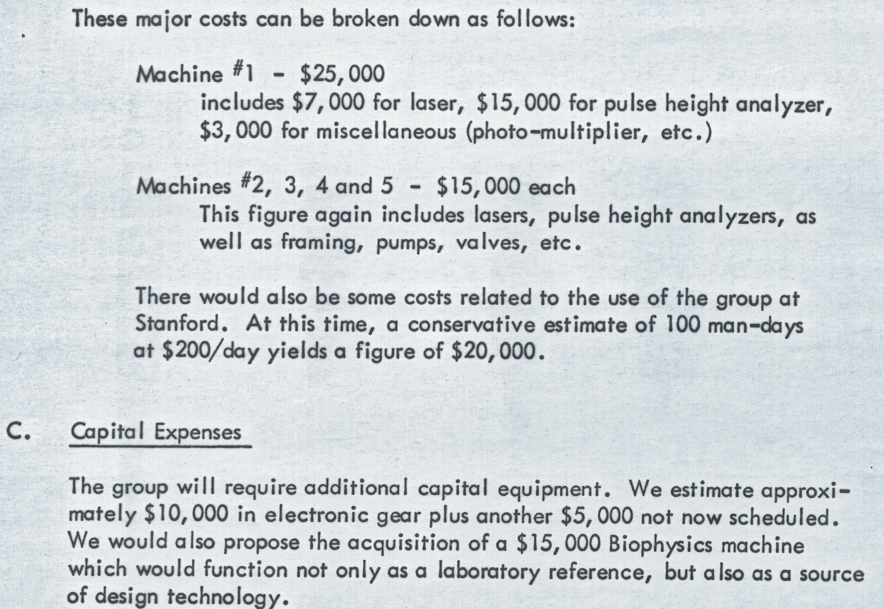 These major costs can be broken down as follows:
Machine #1 - $25,000
includes $7,000 for laser, $15,000 for pulse height analyzer,
$3,000 for miscellaneous (photo-multiplier, etc.)
Machines #2, 3, 4 and 5 - $15,000 each
This figure again includes lasers, pulse height analyzers, as
well as framing, pumps, valves, etc.
There would also be some costs related to the use of the group at
Stanford. At this time, a conservative estimate of 100 man-days
at $200/day yields a figure of $20,000.
C. Capital Expenses
The group will require additional capital equipment. We estimate approxi-
mately $10,000 in electronic gear plus another $5,000 not now scheduled.
We would also propose the acquisition of a $15,000 Biophysics machine
which would function not only as a laboratory reference, but also as a source
of design technology.